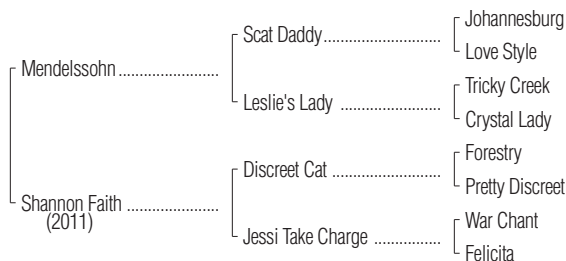 Johannesburg
Scat Daddy
Love Style
Mendelssohn
Tricky Creek
Leslie's Lady
Crystal Lady
Forestry
Discreet Cat
Pretty Discreet
Shannon Faith
(2011)
War Chant
Jessi Take Charge
Felicita